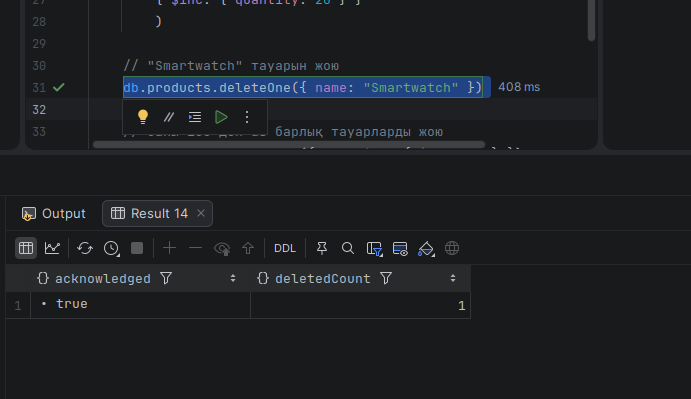 27 { $inc: { quantity: 20 } }
28 )
29
30 // "Smartwatch" тауарын жою
31 db.products.deleteOne({ name: "Smartwatch" }) 408 ms
32
33 барлық тауарларды жою
Output Result 14
DDL
acknowledged deletedCount
1 true 1